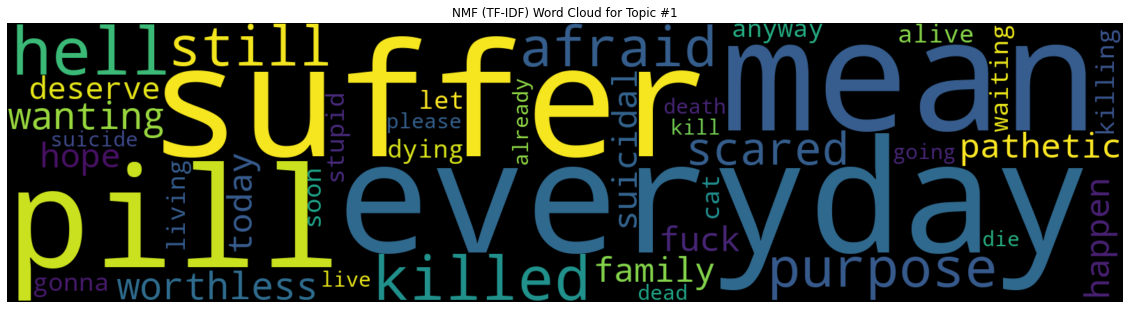 NMF (TF-IDF) Word Cloud for Topic #1
hell still suffer afraid anyway mean alive waiting killing
deserve let already death
wanting please kill
suicide stupid dying suicidal scared going pathetic
hope
pill living today soon everyday cat fuck die happen
gonna worthless live killed family dead purpose